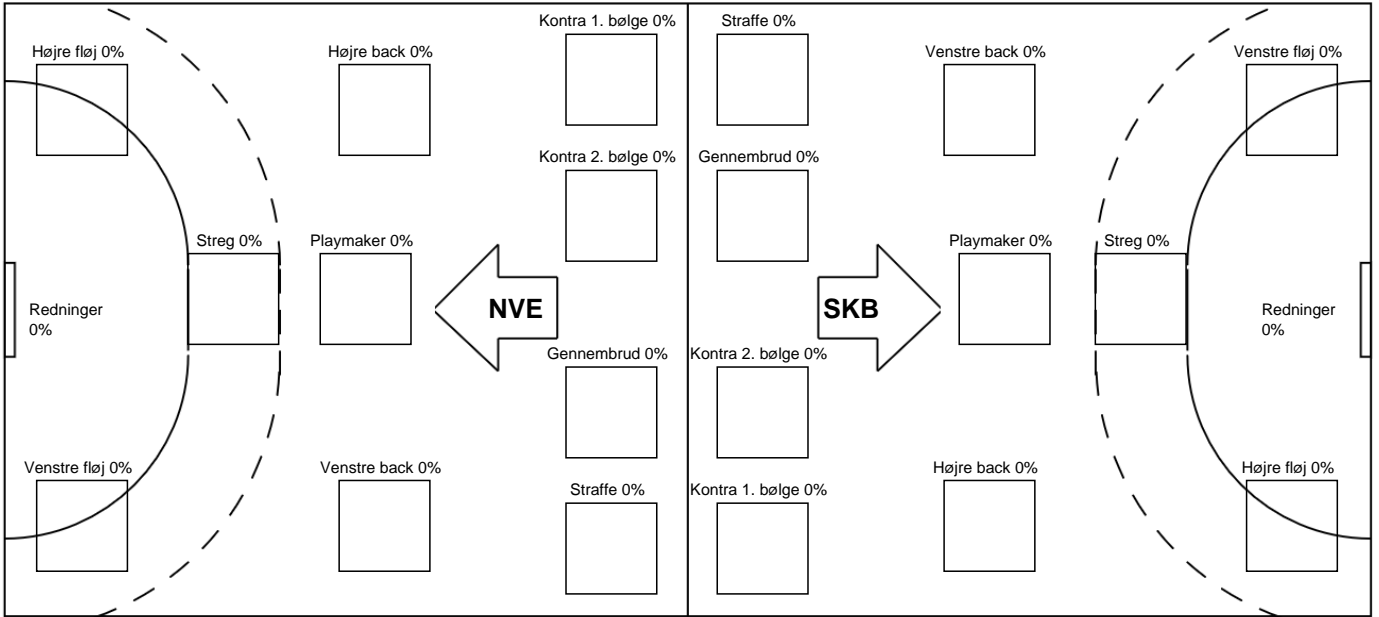 Kontra 1. bølge 0%
Straffe 0%
Højre fløj 0%
Højre back 0%
Venstre back 0%
Venstre fløj 0%
Kontra 2. bølge 0%
Gennembrud 0%
Streg 0%
Playmaker 0%
Playmaker 0%
Streg 0%
Redninger
0%
NVE
SKB
Redninger
0%
Gennembrud 0%
Kontra 2. bølge 0%
Venstre fløj 0%
Venstre back 0%
Højre back 0%
Højre fløj 0%
Straffe 0%
Kontra 1. bølge 0%